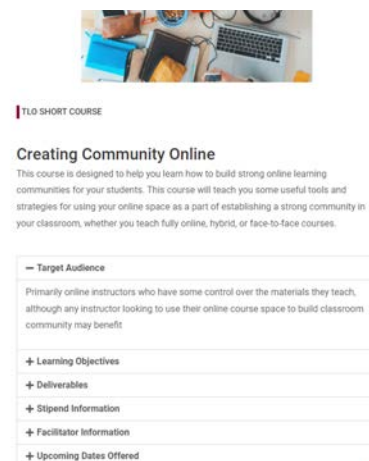 TLO SHORT COURSE
Creating Community Online
This course is designed to help you learn how to build strong online learning
communities for your students. This course will teach you some useful tools and
strategies for using your online space as a part of establishing a strong community in
your classroom, whether you teach fully online, hybrid, or face-to-face courses.
— Target Audience
Primarily online instructors who have some control over the materials they teach,
although any instructor looking to use their online course space to build classroom
community may benefit
+ Learning Objectives
+ Deliverables
+ Stipend Information
+ Facilitator Information
+ Upcoming Dates Offered